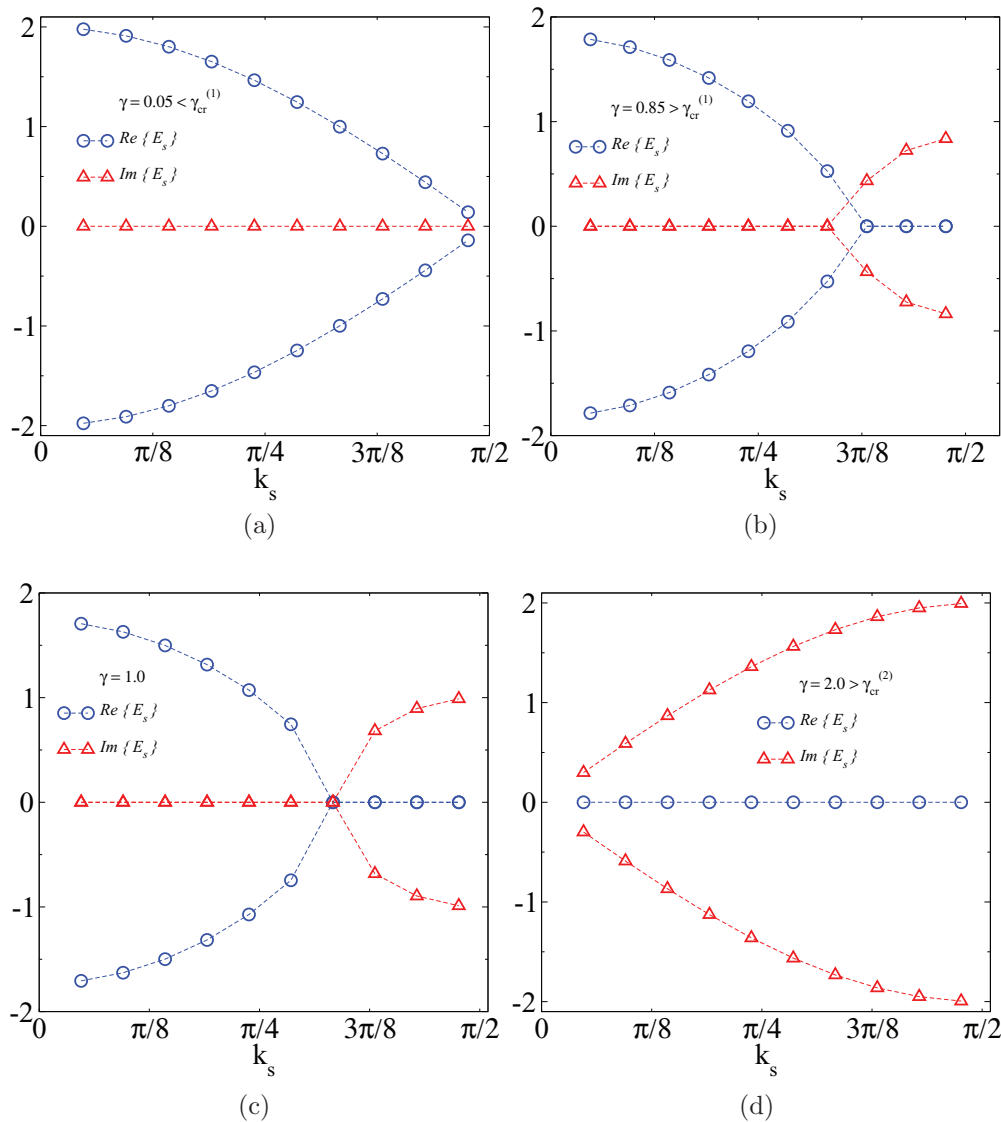 2
1
0
-1
-2
γ = 0.05 < γcr(1)
Re { Es }
Im { Es }
0 π/8 π/4 3π/8 π/2
ks
(a)
2
1
0
-1
-2
γ = 0.85 > γcr(1)
Re { Es }
Im { Es }
0 π/8 π/4 3π/8 π/2
ks
(b)
2
1
0
-1
-2
γ = 1.0
Re { Es }
Im { Es }
0 π/8 π/4 3π/8 π/2
ks
(c)
2
1
0
-1
-2
γ = 2.0 > γcr(2)
Re { Es }
Im { Es }
0 π/8 π/4 3π/8 π/2
ks
(d)